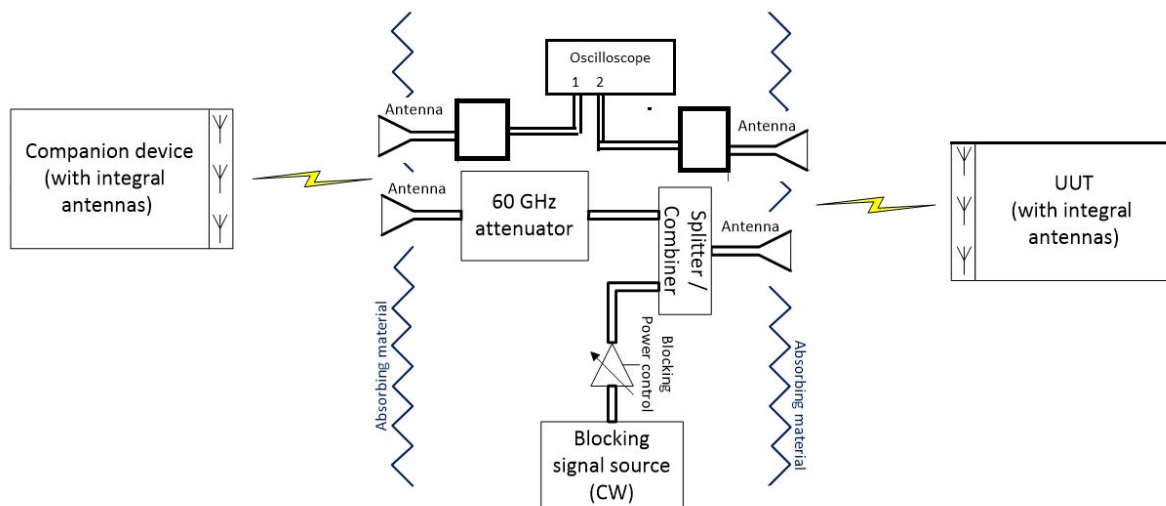 Oscilloscope
1 2
Antenna
Antenna
Companion device
(with integral
antennas)
UUT
(with integral
antennas)
Antenna
60 GHz
attenuator
Splitter /
Combiner
Antenna
Absorbing material
Blocking
Power control
Absorbing material
Blocking
signal source
(CW)